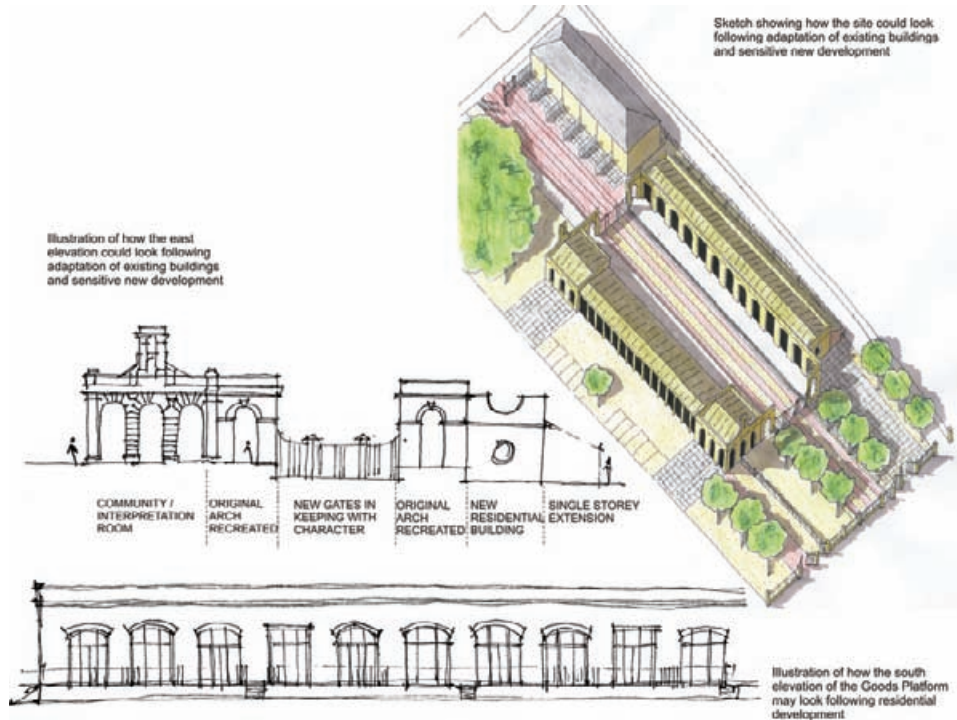 Sketch showing how the site could look
following adaptation of existing buildings
and sensitive new development
Illustration of how the east
elevation could look following
adaptation of existing buildings
and sensitive new development
COMMUNITY /
INTERPRETATION
ROOM
ORIGINAL
ARCH
RECREATED
NEW GATES IN
KEEPING WITH
CHARACTER
ORIGINAL
ARCH
RECREATED
NEW
RESIDENTIAL
BUILDING
SINGLE STOREY
EXTENSION
Illustration of how the south
elevation of the Goods Platform
may look following residential
development